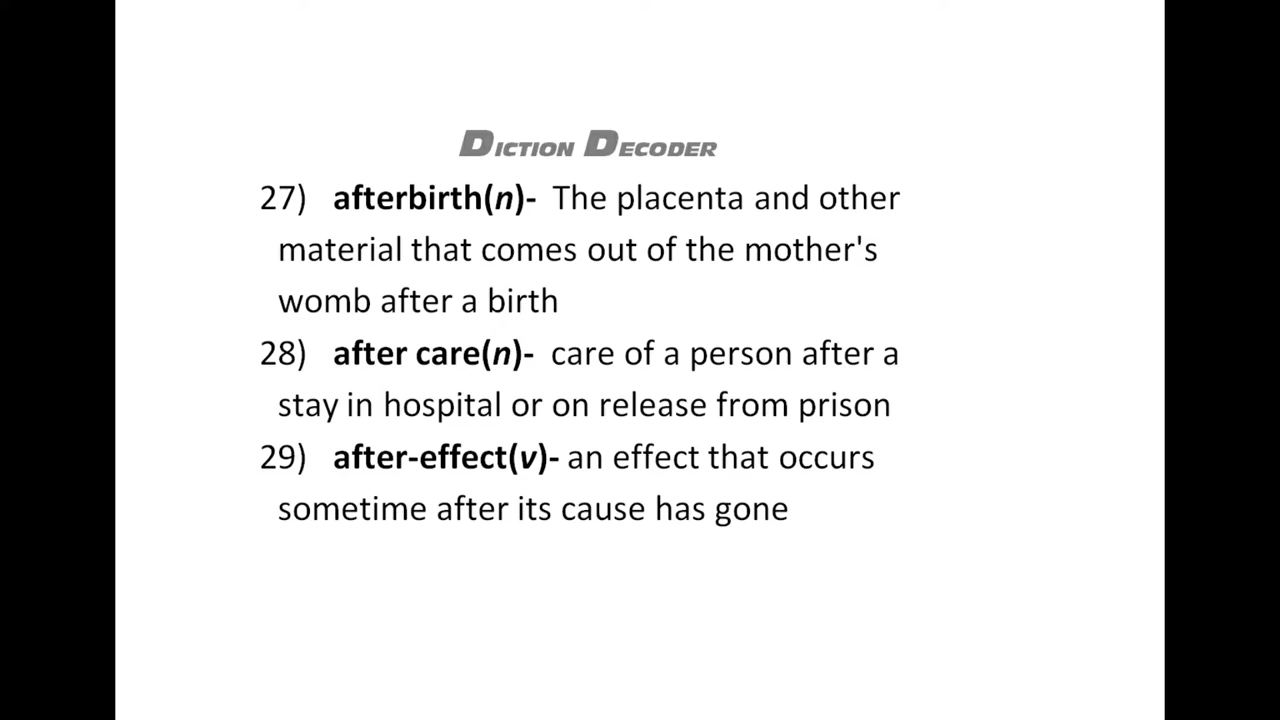 DICTION DECODER
27) afterbirth(n)- The placenta and other
material that comes out of the mother's
womb after a birth
28) after care(n)- care of a person after a
stay in hospital or on release from prison
29) after-effect(v)- an effect that occurs
sometime after its cause has gone